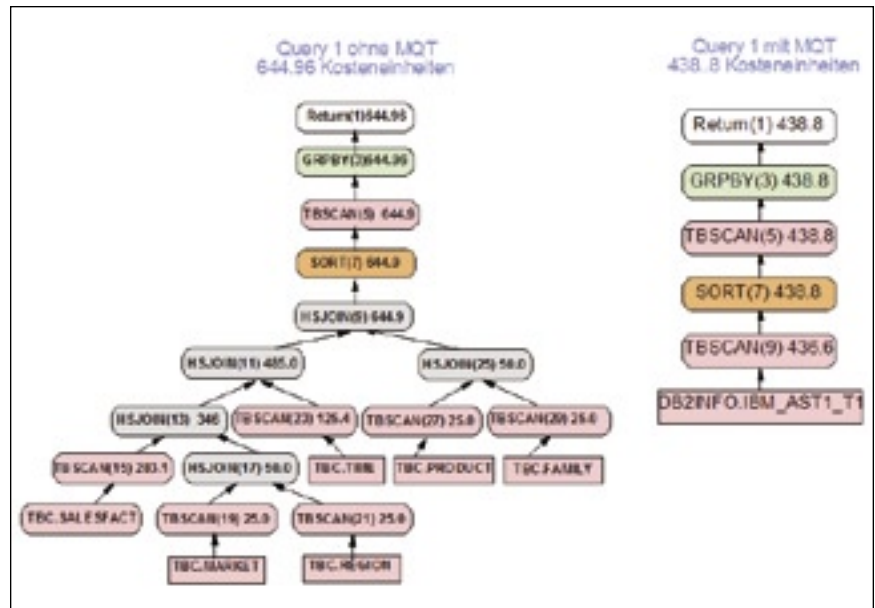 Query 1 ohne MQT
644.96 Kosteneinheiten
Return(1)644.96
GRPBY(3)644.96
TBSCAN(5) 644.9
SORT(7) 644.9
HSJOIN(9) 644.9
HSJOIN(11) 485.0
HSJOIN(25) 50.0
HSJOIN(13) 346
TBSCAN(23) 126.4
TBSCAN(27) 25.0
TBSCAN(29) 25.0
TBSCAN(15) 283.1
HSJOIN(17) 50.0
TBC.TIME
TBC.PRODUCT
TBC.FAMILY
TBC.SALESFACT
TBSCAN(19) 25.0
TBSCAN(21) 25.0
TBC.MARKET
TBC.REGION
Query 1 mit MQT
438.8 Kosteneinheiten
Return(1) 438.8
GRPBY(3) 438.8
TBSCAN(5) 438.8
SORT(7) 438.8
TBSCAN(9) 436.6
DB2INFO.IBM_AST1_T1